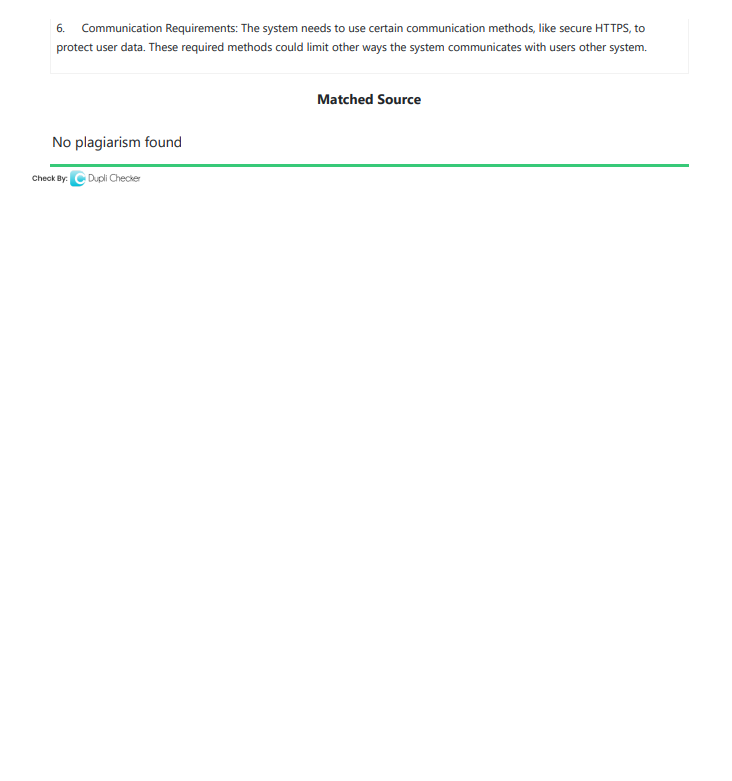 6. Communication Requirements: The system needs to use certain communication methods, like secure HTTPS, to
protect user data. These required methods could limit other ways the system communicates with users other system.
Matched Source
No plagiarism found
Check By: Dupli Checker